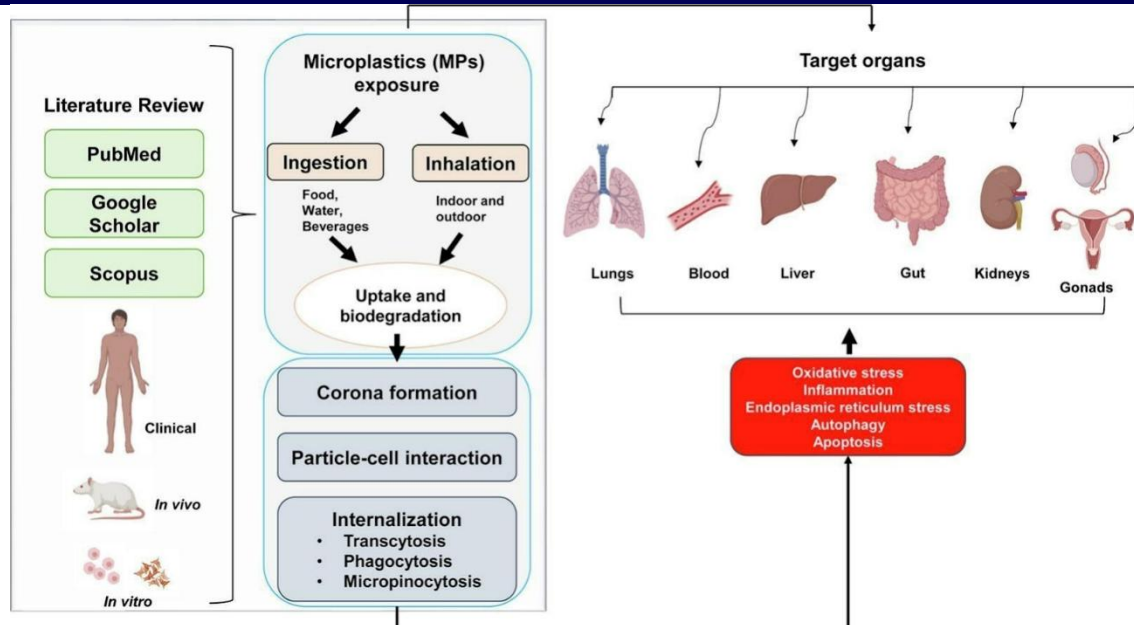 Literature Review
PubMed
Google
Scholar
Scopus
Clinical
In vivo
In vitro
Microplastics (MPs)
exposure
Ingestion
Inhalation
Food,
Water,
Beverages
Indoor and
outdoor
Uptake and
biodegradation
Corona formation
Particle-cell interaction
Internalization
• Transcytosis
• Phagocytosis
• Micropinocytosis
Target organs
Lungs
Blood
Liver
Gut
Kidneys
Gonads
Oxidative stress
Inflammation
Endoplasmic reticulum stress
Autophagy
Apoptosis